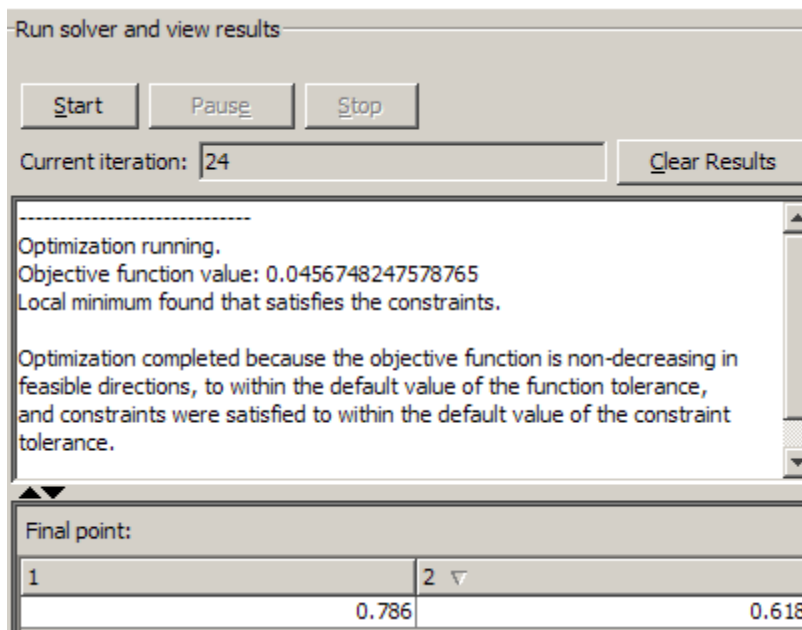 Run solver and view results
Start Pause Stop
Current iteration: 24 Clear Results
------------------------------
Optimization running.
Objective function value: 0.0456748247578765
Local minimum found that satisfies the constraints.
Optimization completed because the objective function is non-decreasing in
feasible directions, to within the default value of the function tolerance,
and constraints were satisfied to within the default value of the constraint
tolerance.
Final point:
1 2
0.786 0.618